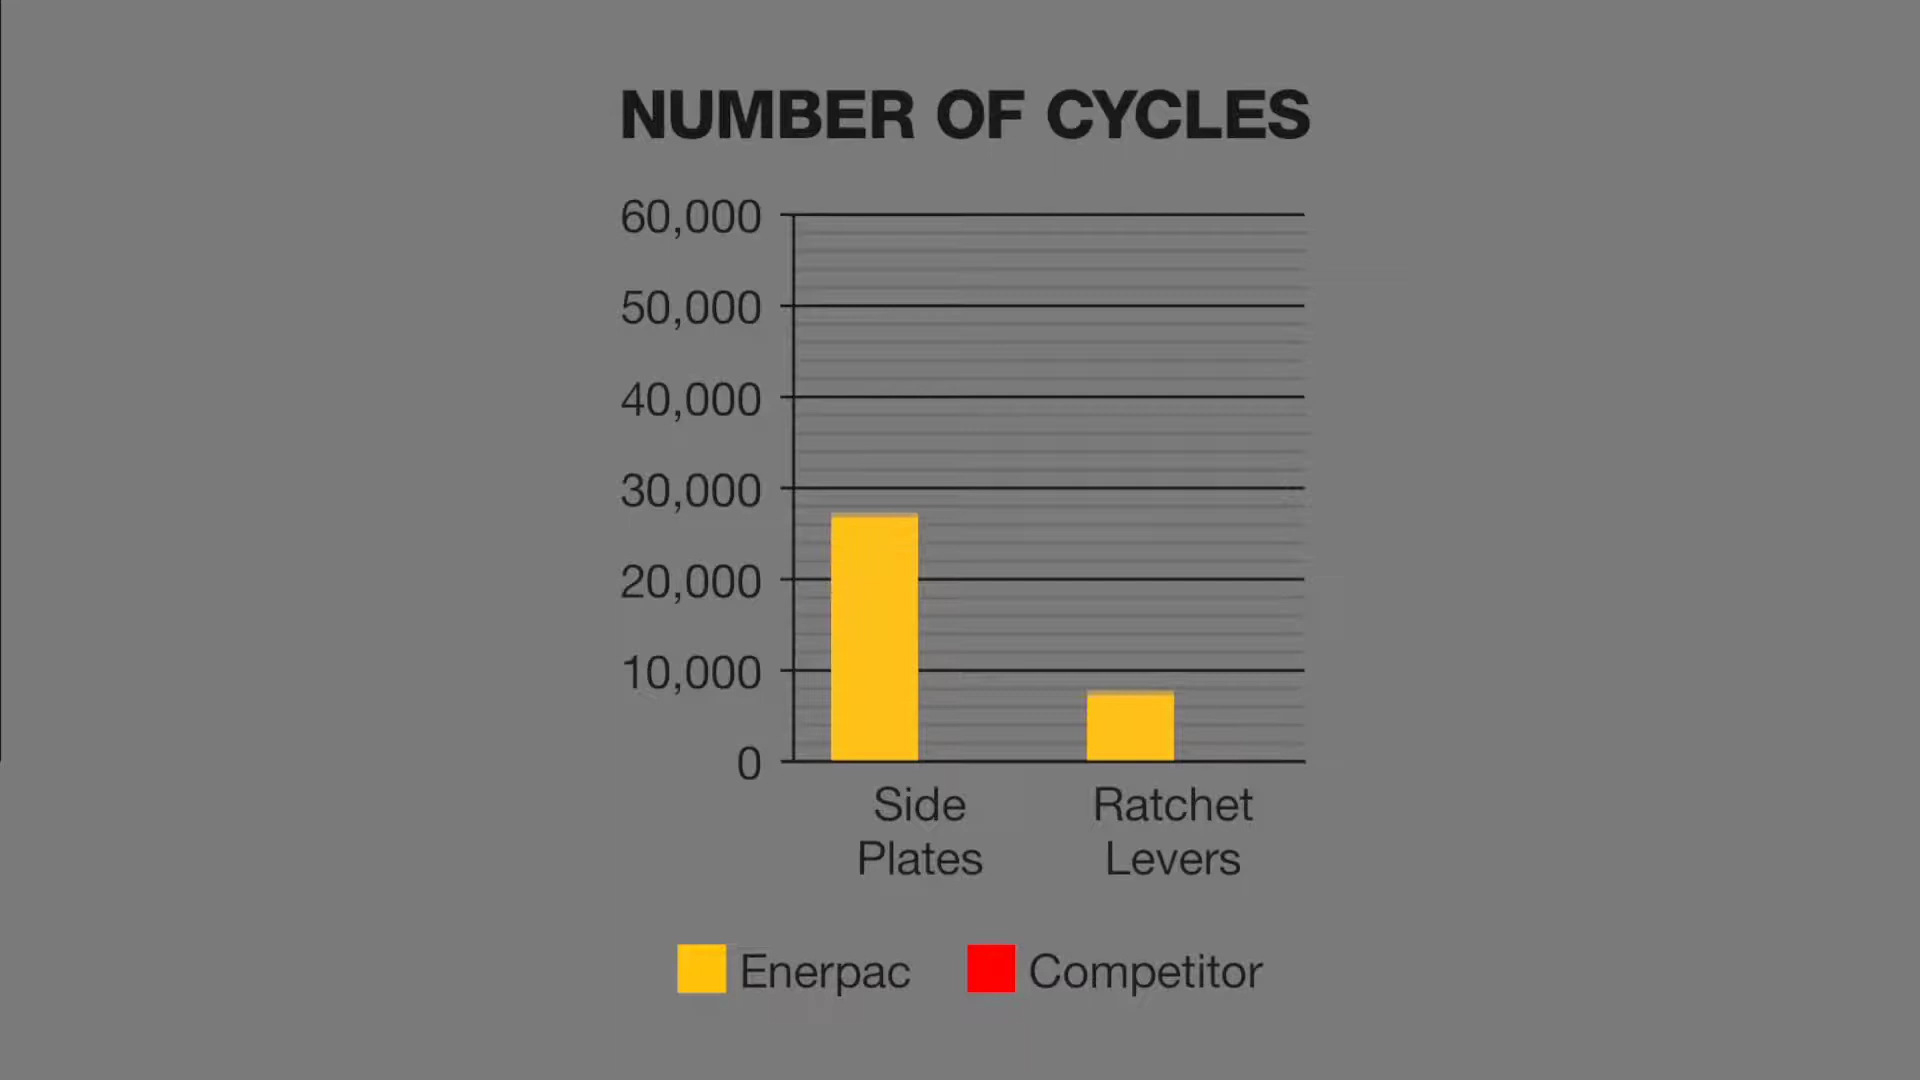 NUMBER OF CYCLES
60,000
50,000
40,000
30,000
20,000
10,000
0
Side
Plates
Ratchet
Levers
Enerpac
Competitor